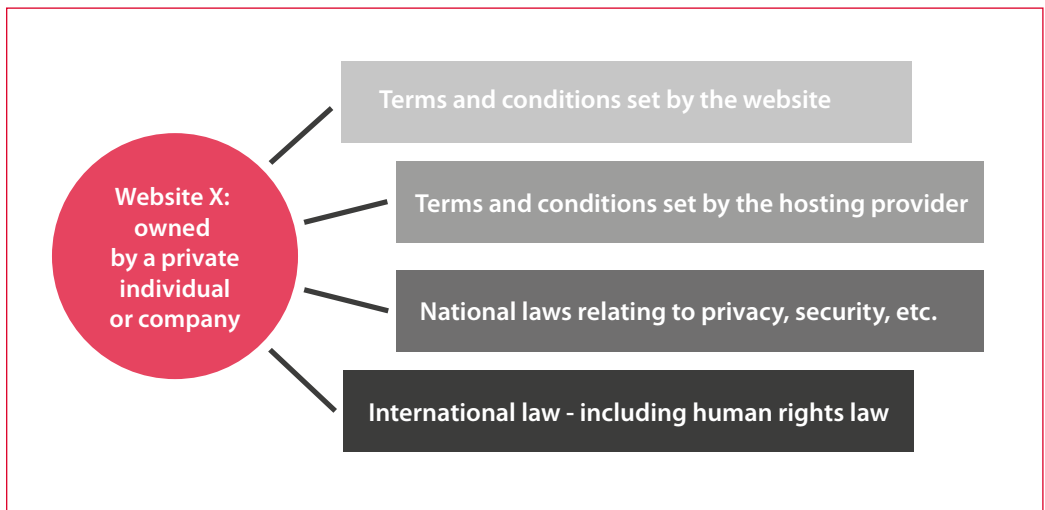 Terms and conditions set by the website
Website X:
owned
by a private
individual
or company
Terms and conditions set by the hosting provider
National laws relating to privacy, security, etc.
International law - including human rights law